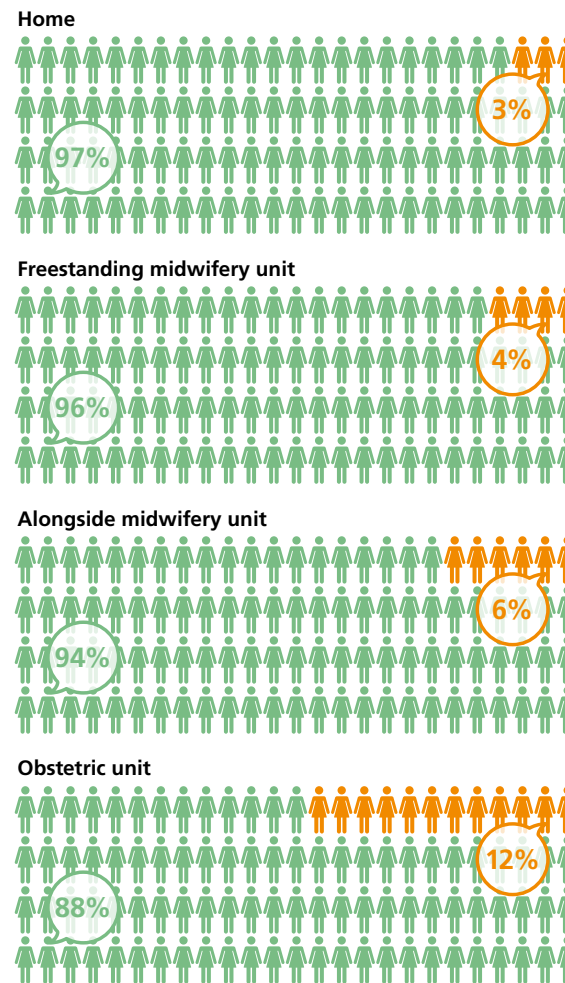 Home
3%
97%
Freestanding midwifery unit
4%
96%
Alongside midwifery unit
6%
94%
Obstetric unit
12%
88%